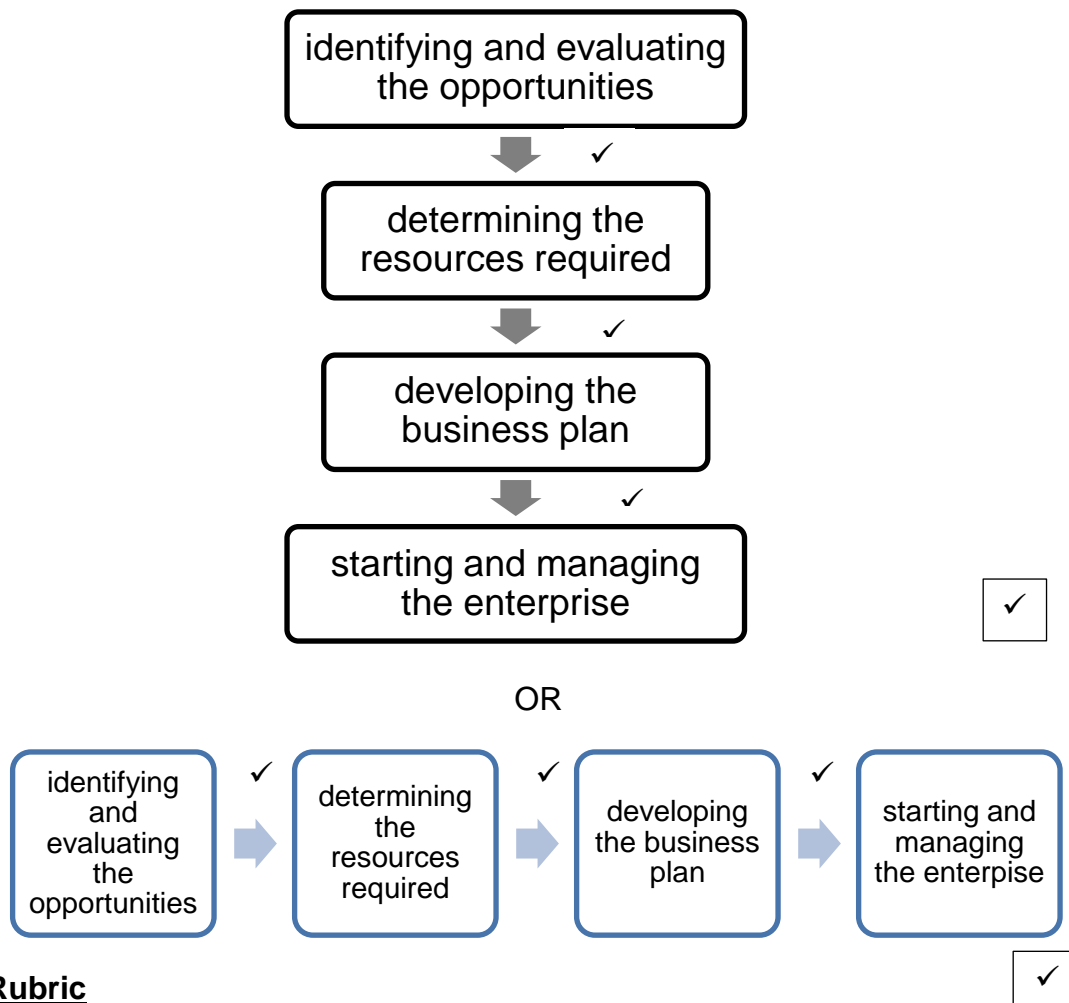 identifying and evaluating
the opportunities
✓
determining the
resources required
✓
developing the
business plan
✓
starting and managing
the enterprise
✓
OR
identifying
and
evaluating
the
opportunities
✓
determining
the
resources
required
✓
developing
the business
plan
✓
starting and
managing
the enterpise
✓
Rubric